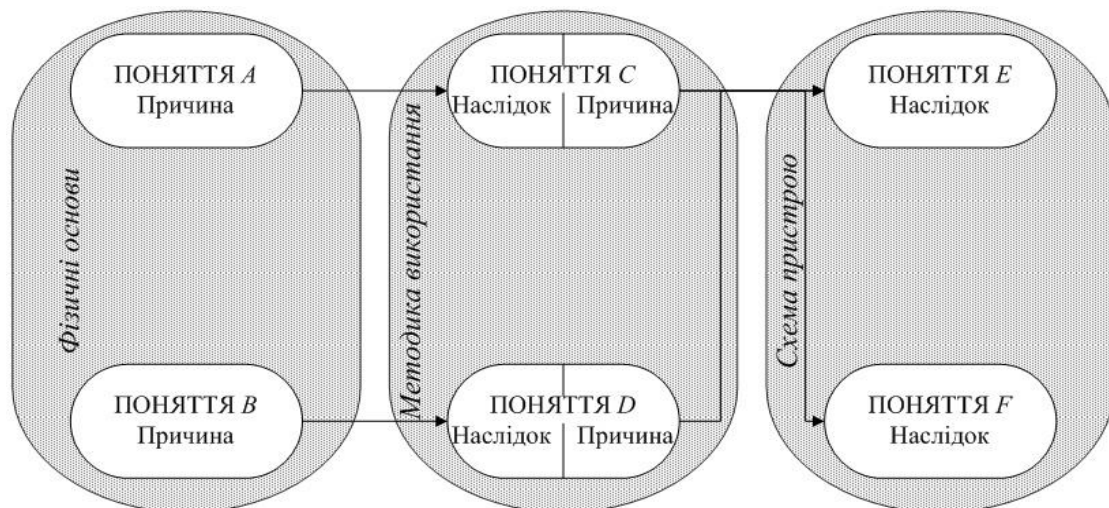 Фізичні основи
ПОНЯТТЯ A
Причина
ПОНЯТТЯ B
Причина
Методика використання
ПОНЯТТЯ C
Наслідок Причина
ПОНЯТТЯ D
Наслідок Причина
Схема пристрою
ПОНЯТТЯ E
Наслідок
ПОНЯТТЯ F
Наслідок